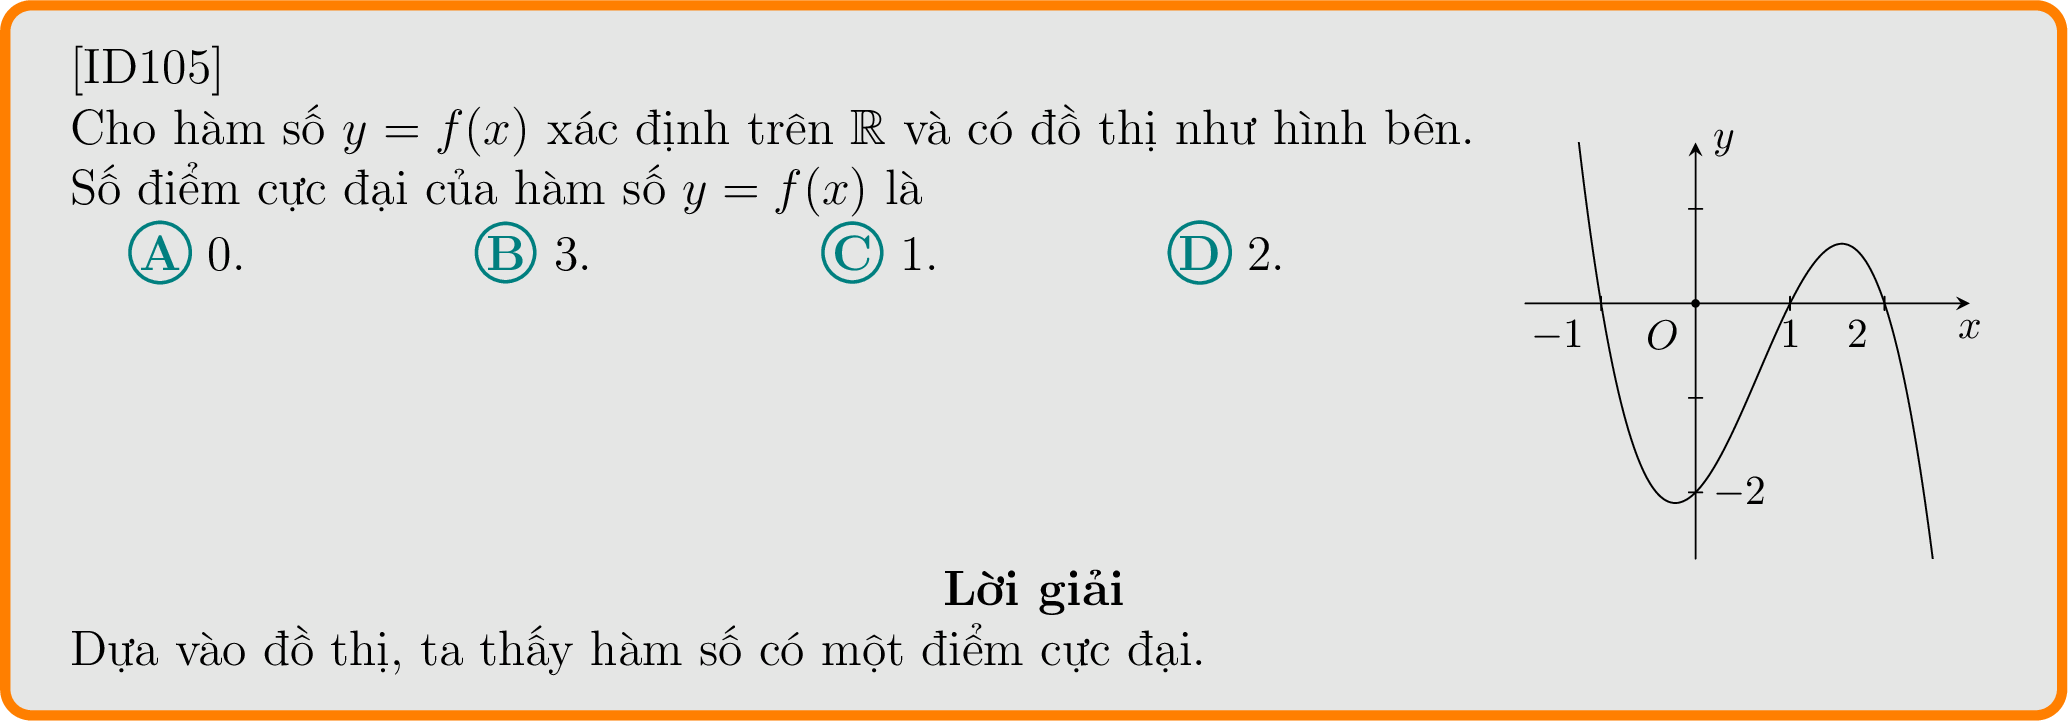 [ID105]
Cho hàm số y = f(x) xác định trên ℝ và có đồ thị như hình bên.
Số điểm cực đại của hàm số y = f(x) là
A 0. B 3. C 1. D 2.
y
−1 O 1 2 x
−2
Lời giải
Dựa vào đồ thị, ta thấy hàm số có một điểm cực đại.